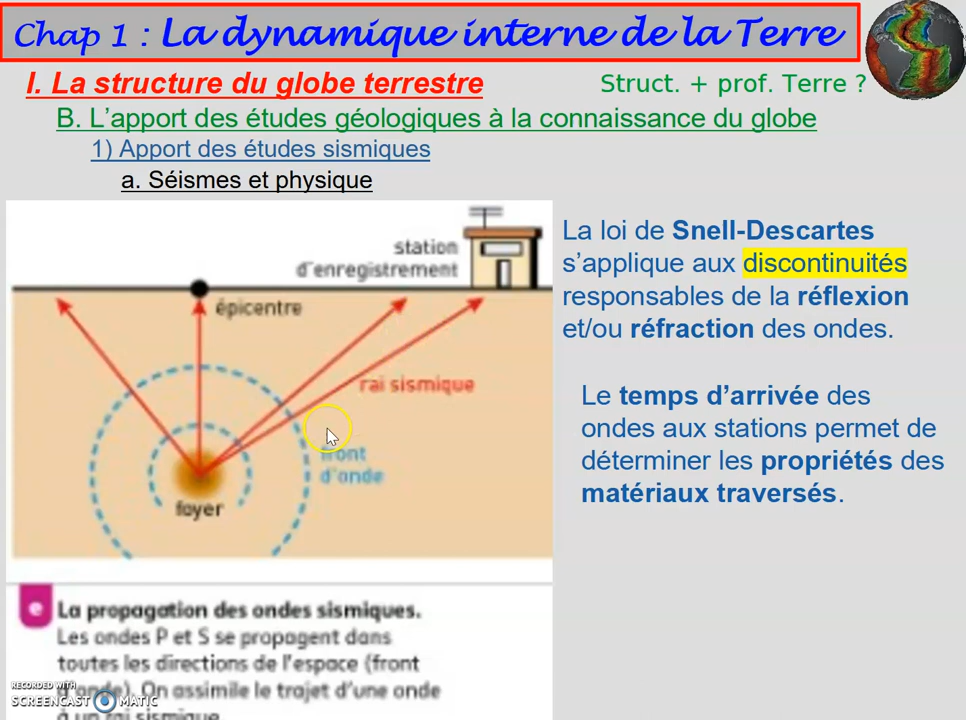 Chap 1 : La dynamique interne de la Terre
I. La structure du globe terrestre
Struct. + prof. Terre ?
B. L’apport des études géologiques à la connaissance du globe
1) Apport des études sismiques
a. Séismes et physique
station
d'enregistrement
épicentre
rai sismique
front
d'onde
foyer
La loi de Snell-Descartes
s’applique aux discontinuités
responsables de la réflexion
et/ou réfraction des ondes.
Le temps d’arrivée des
ondes aux stations permet de
déterminer les propriétés des
matériaux traversés.
e La propagation des ondes sismiques.
Les ondes P et S se propagent dans
toutes les directions de l'espace (front
d'onde). On assimile le trajet d'une onde
à un rai sismique.
RECORDED WITH
SCREENCAST MATIC